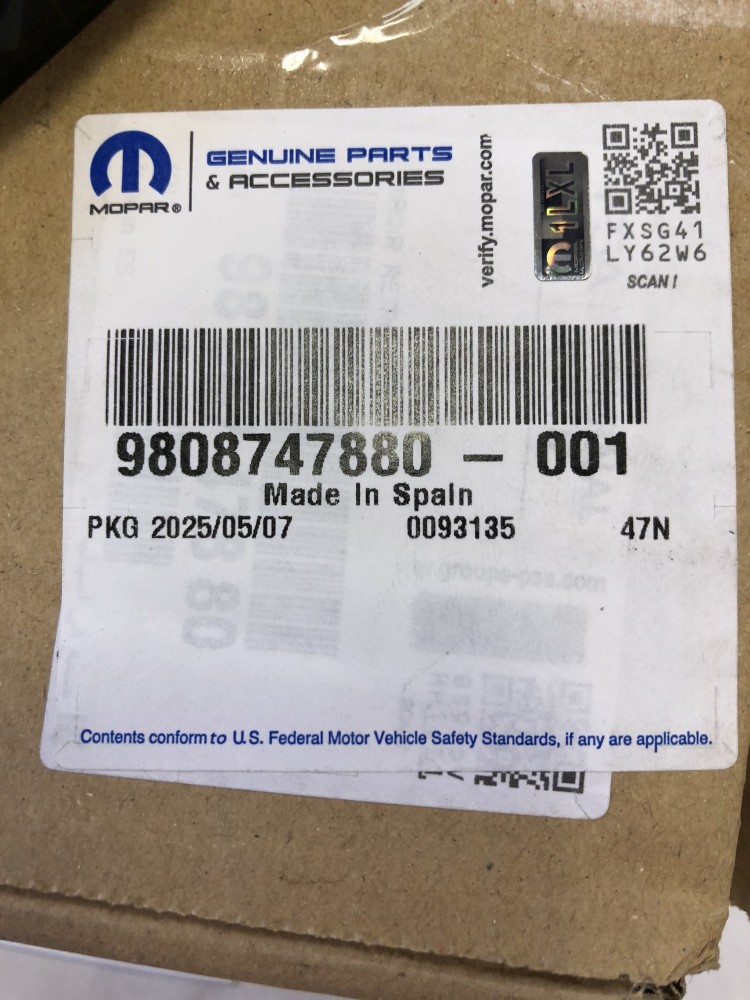 MOPAR®
GENUINE PARTS
& ACCESSORIES
verify.mopar.com
1LXL
FXSG41
LY62W6
SCAN!
9808747880 – 001
Made In Spain
PKG 2025/05/07 0093135 47N
Contents conform to U.S. Federal Motor Vehicle Safety Standards, if any are applicable.